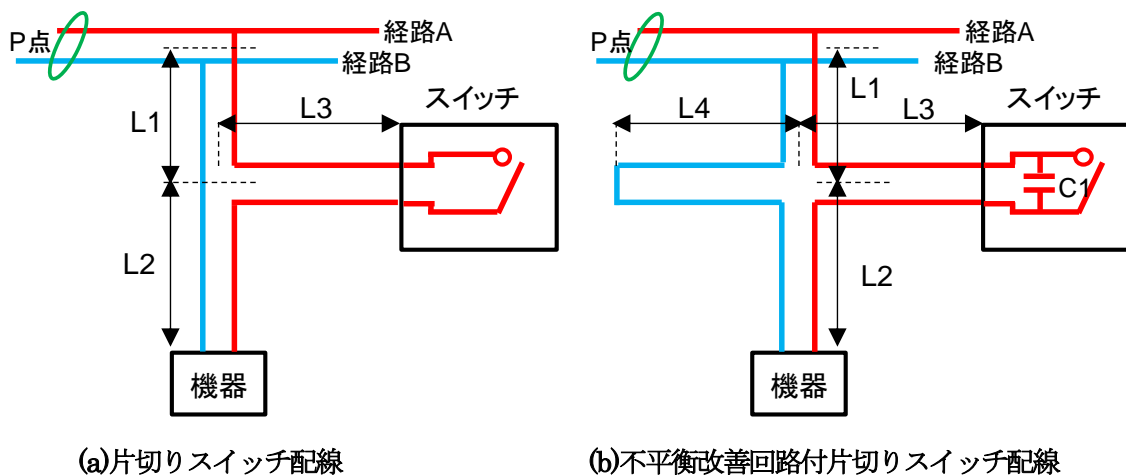 P点
経路A
経路B
L1
L3
スイッチ
L2
機器
(a)片切りスイッチ配線
P点
経路A
経路B
L1
L4
L3
スイッチ
C1
L2
機器
(b)不平衡改善回路付片切りスイッチ配線